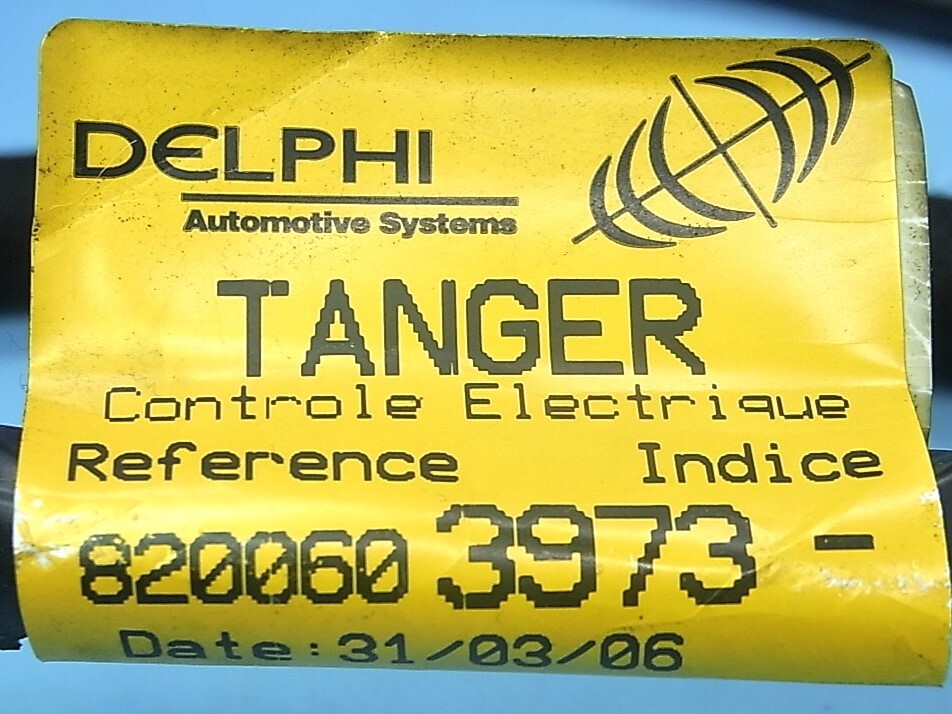 DELPHI
Automotive Systems
TANGER
Controle Electrique
Reference Indice
820060 3973 -
Date:31/03/06